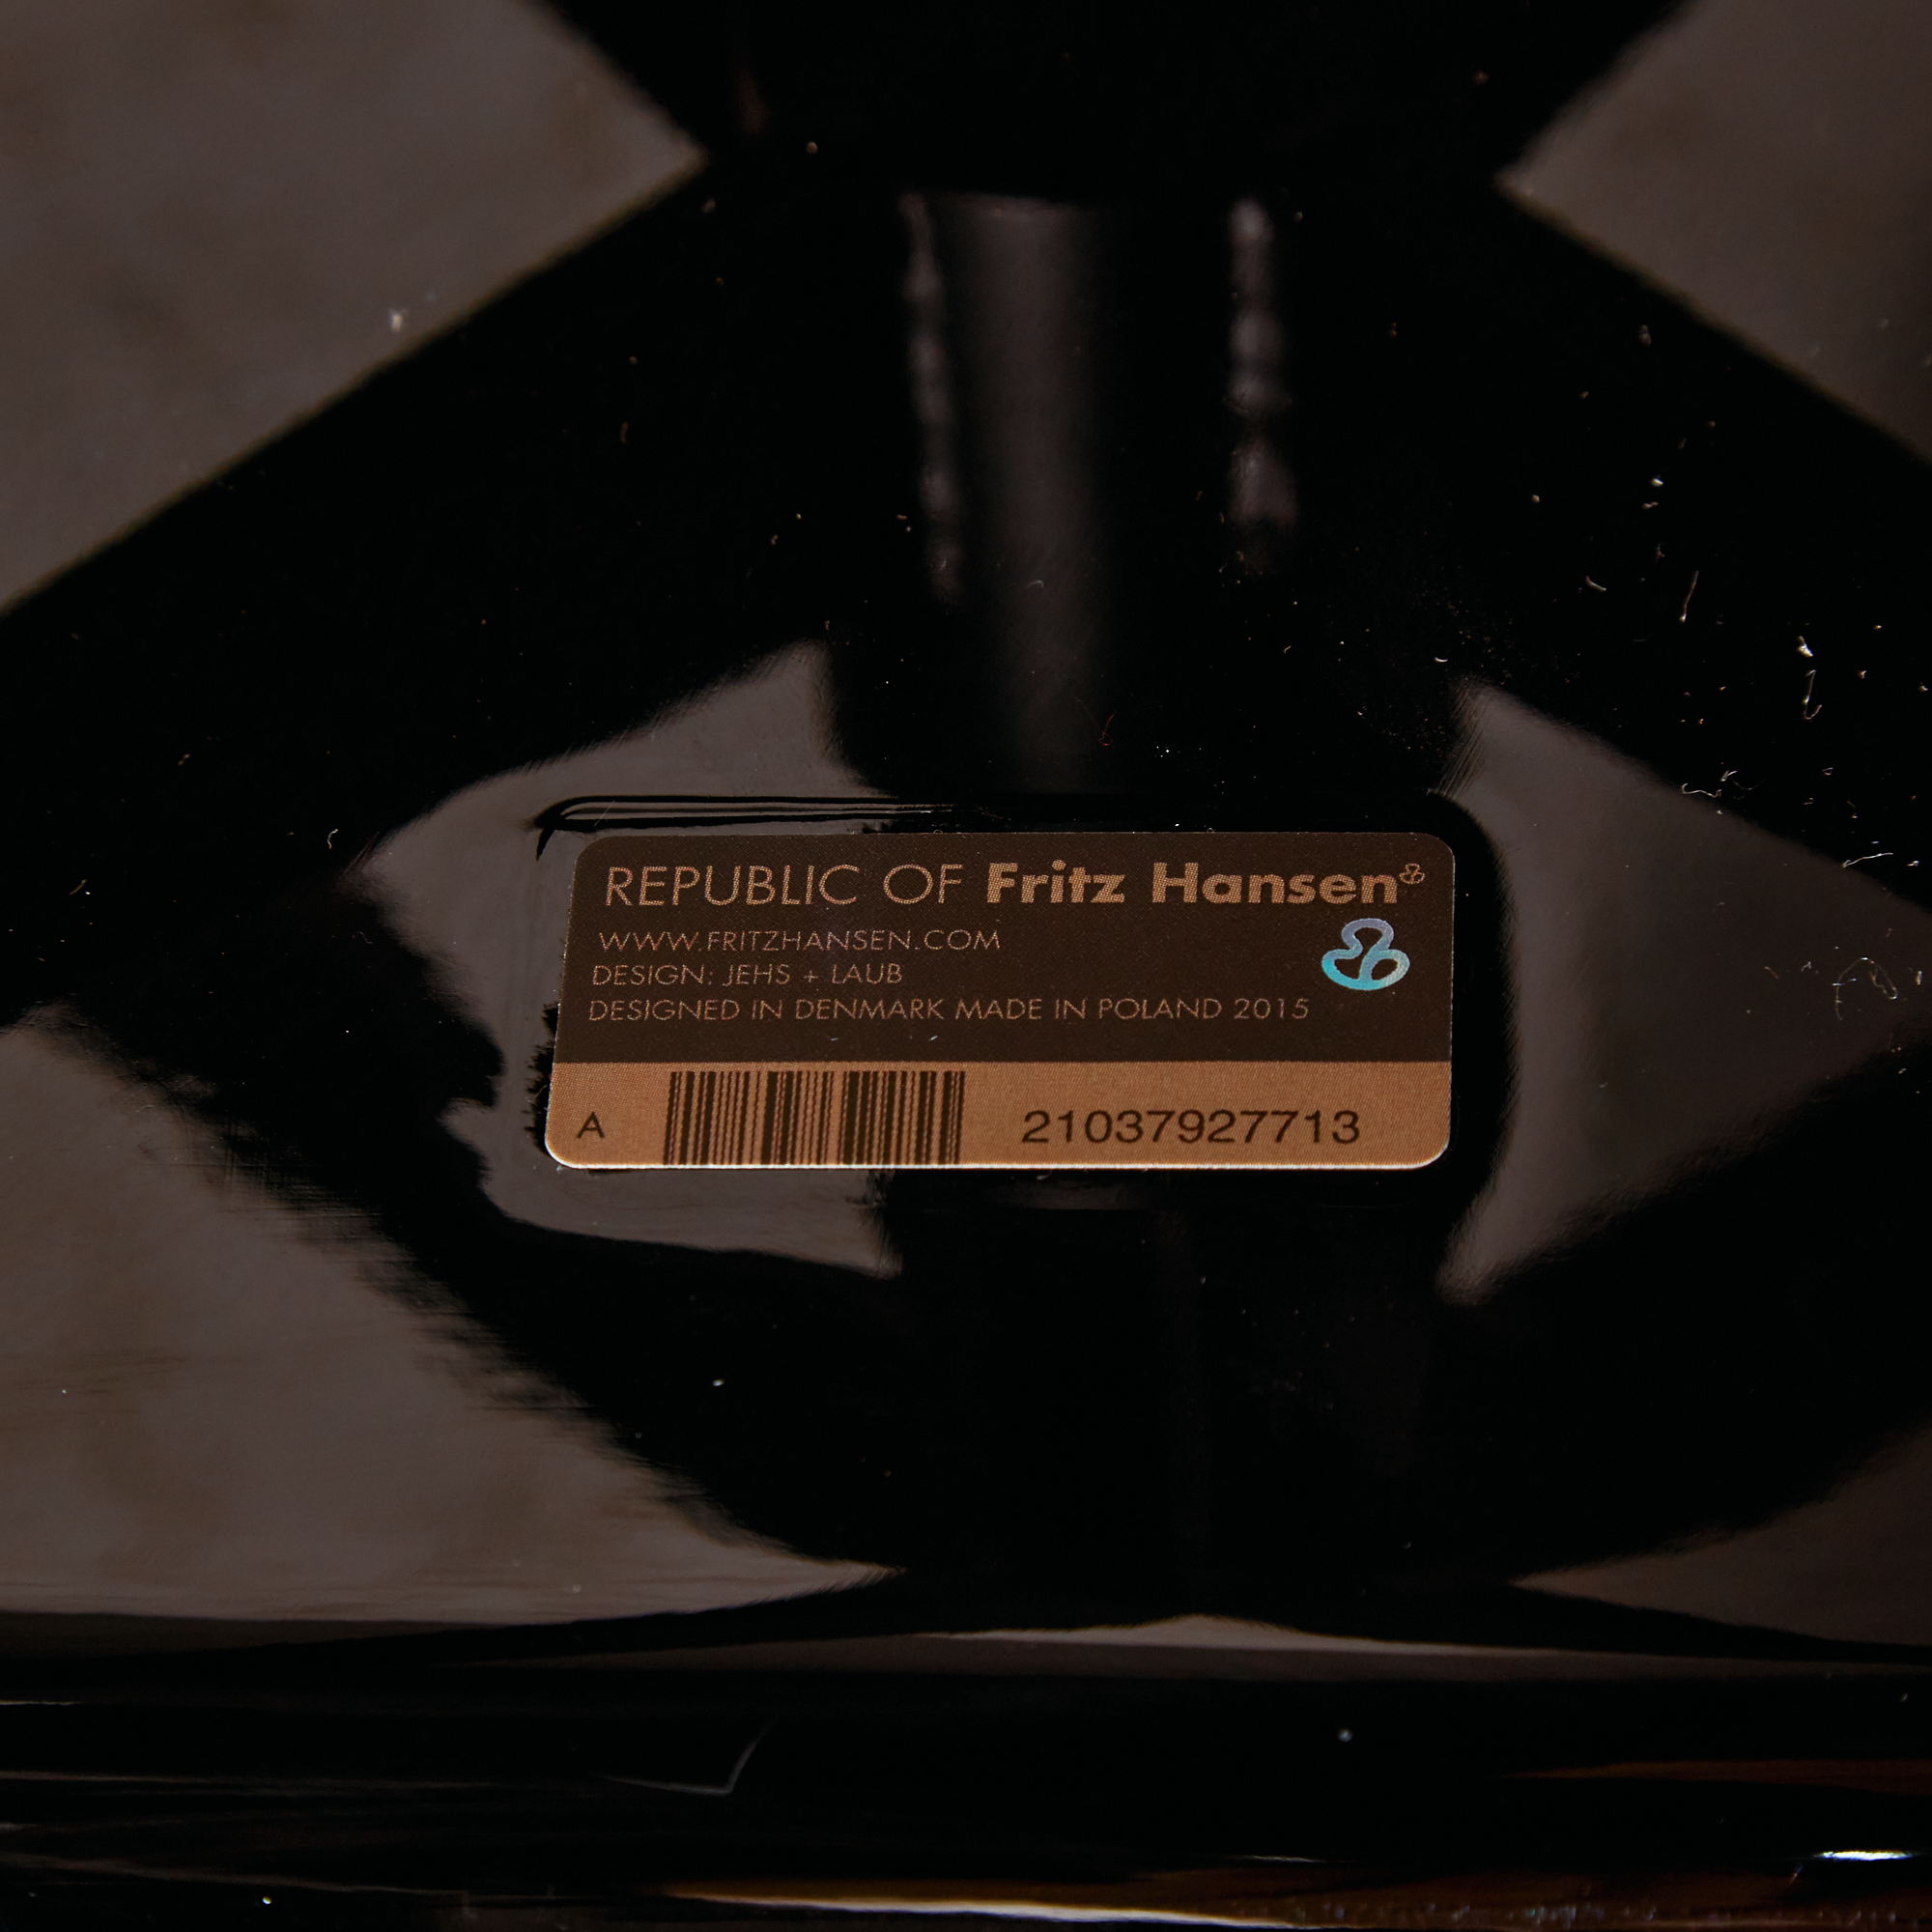 REPUBLIC OF Fritz Hansen
WWW.FRITZHANSEN.COM
DESIGN: JEHS + LAUB
DESIGNED IN DENMARK MADE IN POLAND 2015
A 21037927713